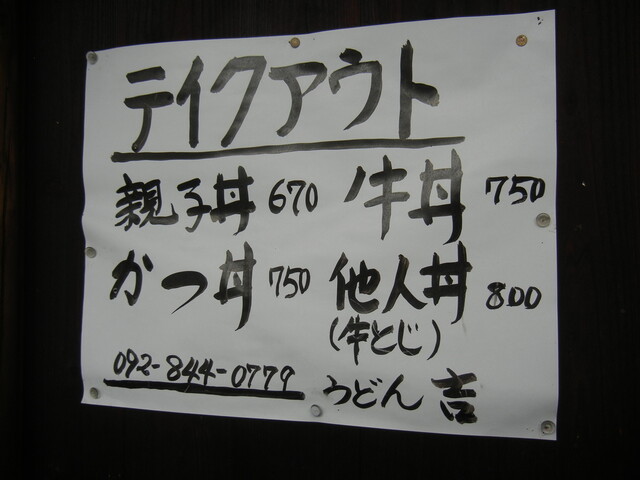 テイクアウト
親子丼 670 牛丼 750
かつ丼 750 他人丼 800
(牛とじ)
092-844-0779 うどん 吉